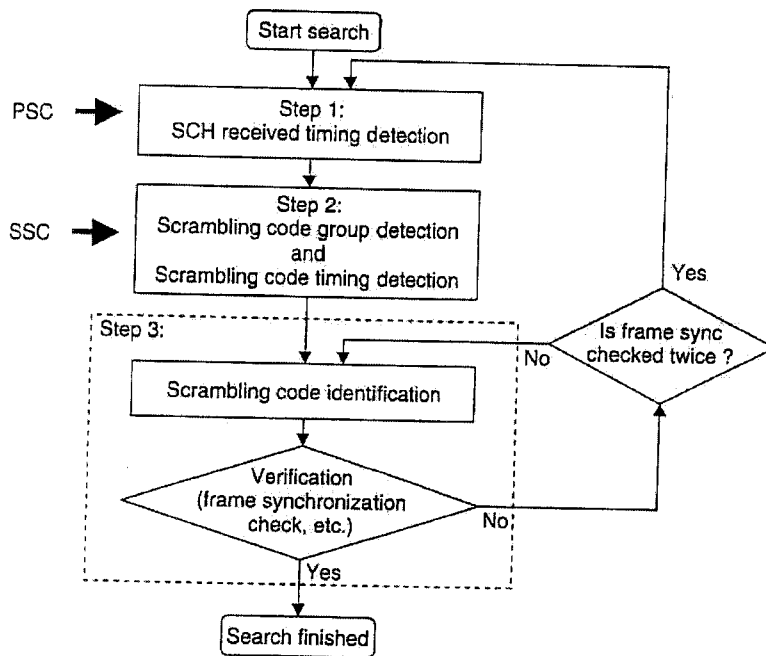 Start search
PSC
Step 1:
SCH received timing detection
SSC
Step 2:
Scrambling code group detection
and
Scrambling code timing detection
Yes
Step 3:
Is frame sync
checked twice ?
No
Scrambling code identification
Verification
(frame synchronization
check, etc.)
No
Yes
Search finished